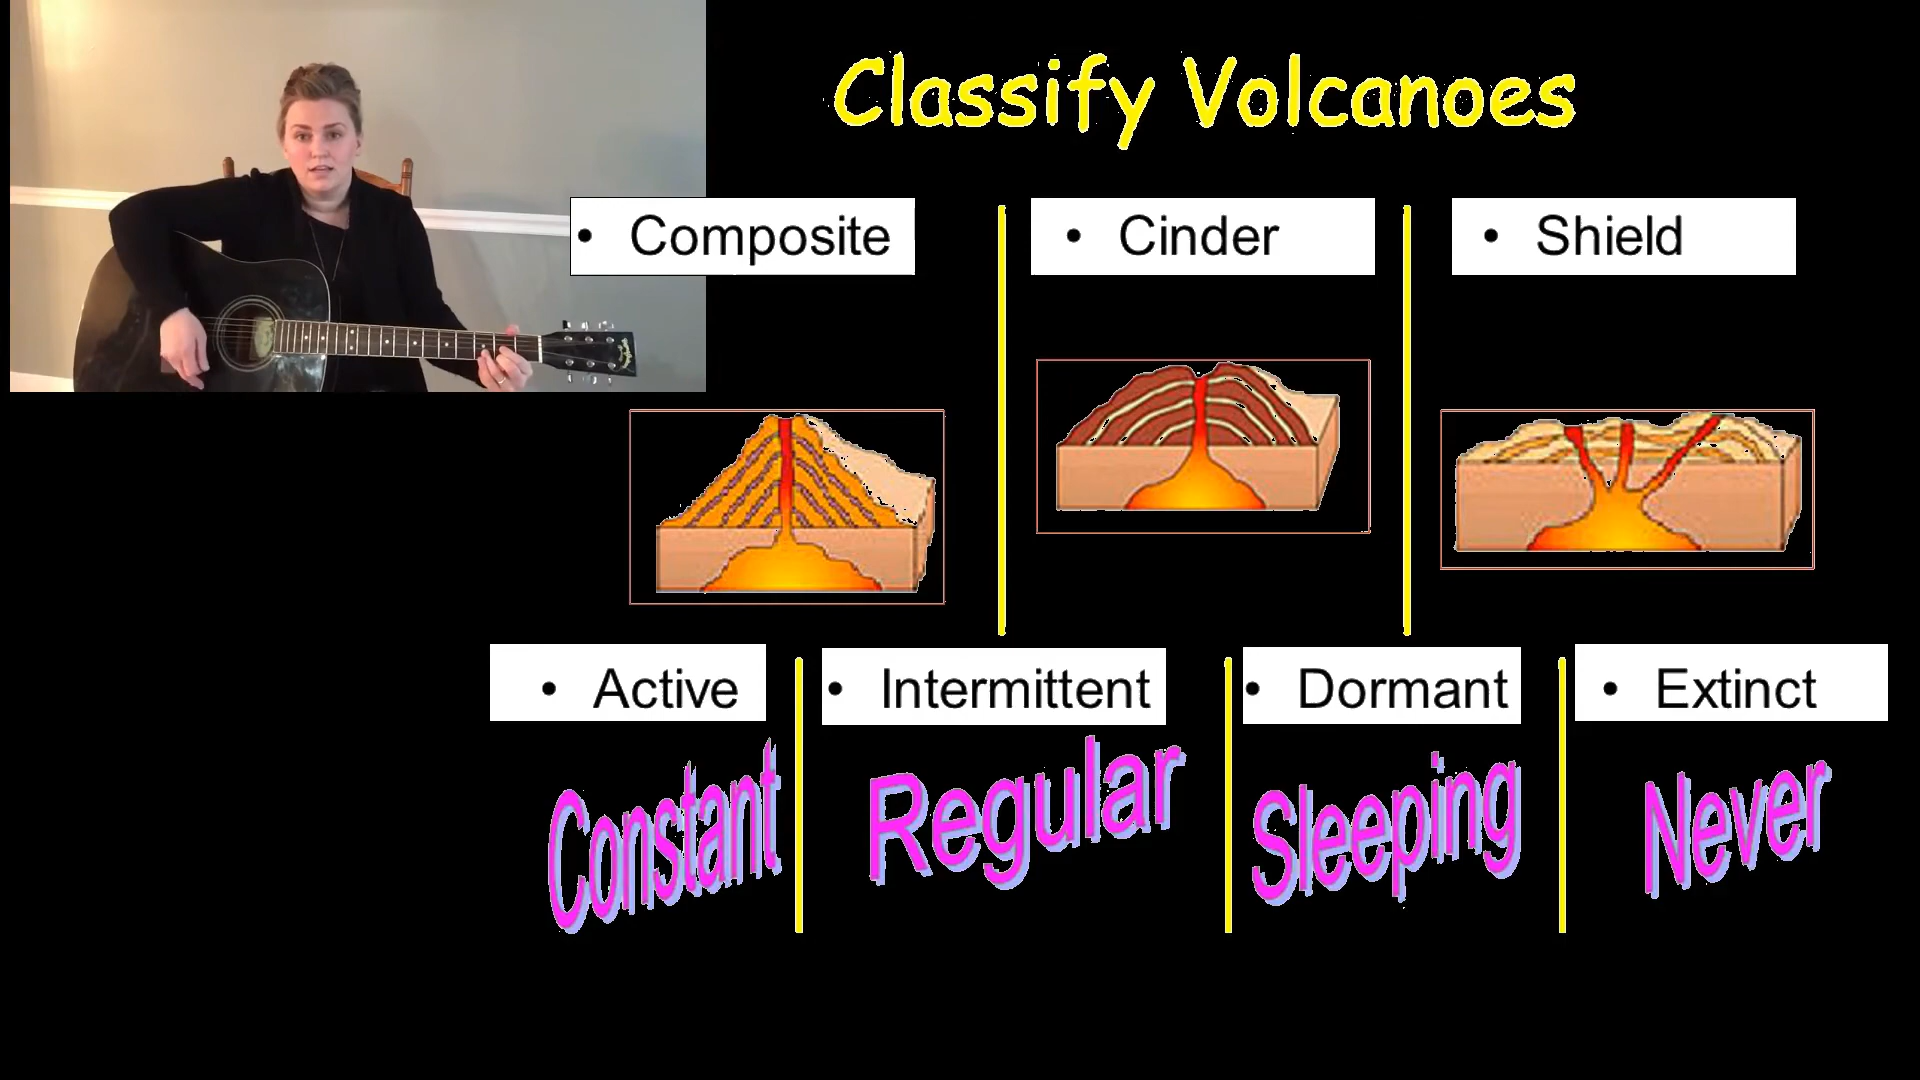 Classify Volcanoes
• Composite
• Cinder
• Shield
• Active
• Intermittent
• Dormant
• Extinct
Constant
Regular
Sleeping
Never